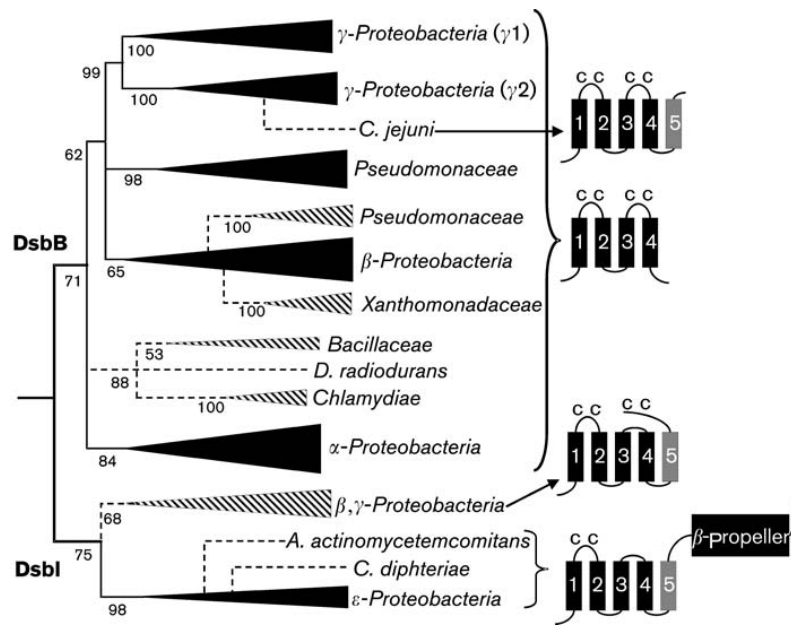 γ-Proteobacteria (γ1)
100
99
γ-Proteobacteria (γ2)
100
C C C C
1 2 3 4 5
C. jejuni
62
Pseudomonaceae
98
Pseudomonaceae
100
C C C C
1 2 3 4
DsbB
β-Proteobacteria
65
71
Xanthomonadaceae
100
Bacillaceae
53
D. radiodurans
88
Chlamydiae
100
C C C C
1 2 3 4 5
α-Proteobacteria
84
β,γ-Proteobacteria
68
β-propeller
A. actinomycetemcomitans
75
C C
1 2 3 4 5
DsbI
C. diphteriae
ε-Proteobacteria
98